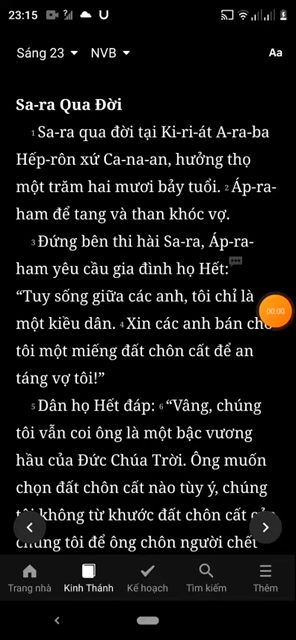 23:15
Sáng 23 NVB Aa
Sa-ra Qua Đời
1 Sa-ra qua đời tại Ki-ri-át A-ra-ba
Hếp-rôn xứ Ca-na-an, hưởng thọ
một trăm hai mươi bảy tuổi. 2 Áp-ra-
ham để tang và than khóc vợ.
3 Đứng bên thi hài Sa-ra, Áp-ra-
ham yêu cầu gia đình họ Hết:
“Tuy sống giữa các anh, tôi chỉ là
một kiều dân. 4 Xin các anh bán cho
00:00
tôi một miếng đất chôn cất để an
táng vợ tôi!”
5 Dân họ Hết đáp: 6 “Vâng, chúng
tôi vẫn coi ông là một bậc vương
hầu của Đức Chúa Trời. Ông muốn
chọn đất chôn cất nào tùy ý, chúng
tôi không từ khước đất chôn cất của
chúng tôi để ông chôn người chết
Trang nhà Kinh Thánh Kế hoạch Tìm kiếm Thêm